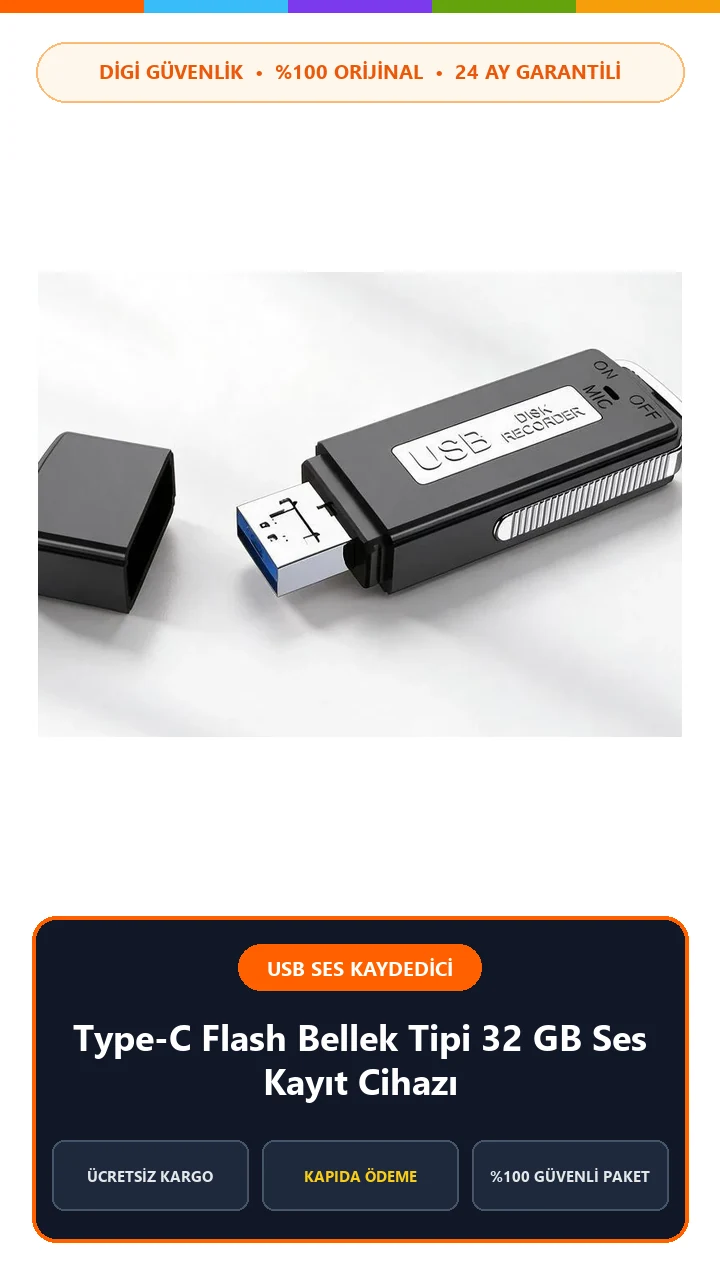 DİGİ GÜVENLİK • %100 ORİJİNAL • 24 AY GARANTİLİ
ON
MIC
OFF
USB
DISK
RECORDER
USB SES KAYDEDİCİ
Type-C Flash Bellek Tipi 32 GB Ses
Kayıt Cihazı
ÜCRETSİZ KARGO
KAPIDA ÖDEME
%100 GÜVENLİ PAKET